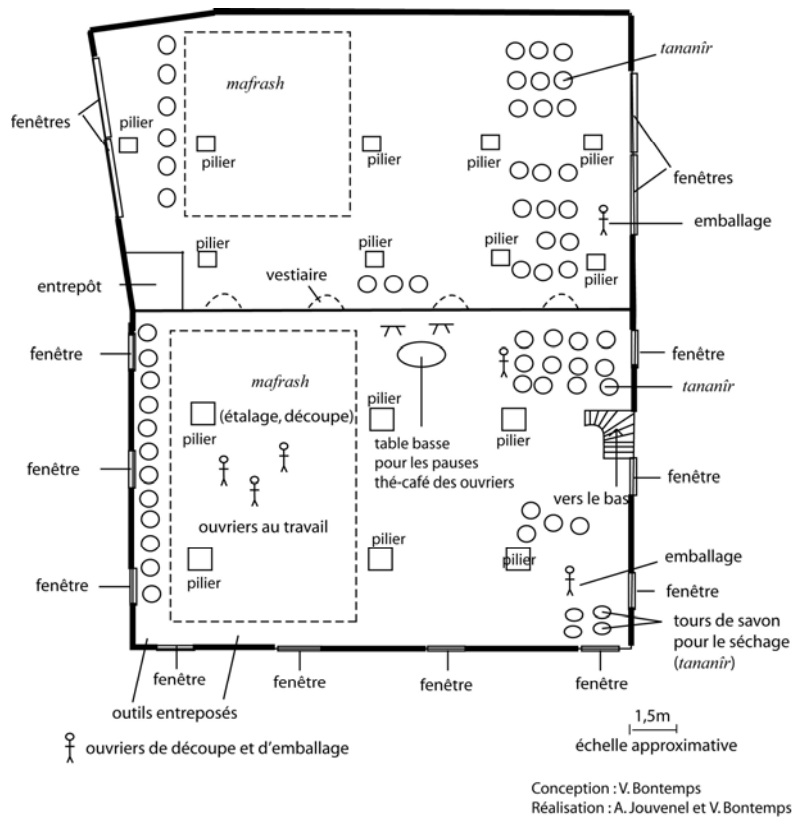 tananîr
mafrash
fenêtres
pilier
pilier
pilier
pilier
pilier
fenêtres
emballage
pilier
pilier
pilier
pilier
entrepôt
vestiaire
fenêtre
fenêtre
mafrash
tananîr
(étalage, découpe)
pilier
pilier
pilier
table basse
pour les pauses
thé-café des ouvriers
fenêtre
fenêtre
vers le bas
ouvriers au travail
pilier
pilier
pilier
emballage
fenêtre
fenêtre
tours de savon
pour le séchage
(tananîr)
fenêtre
fenêtre
fenêtre
fenêtre
outils entreposés
1,5m
échelle approximative
ouvriers de découpe et d'emballage
Conception : V. Bontemps
Réalisation : A. Jouvenel et V. Bontemps